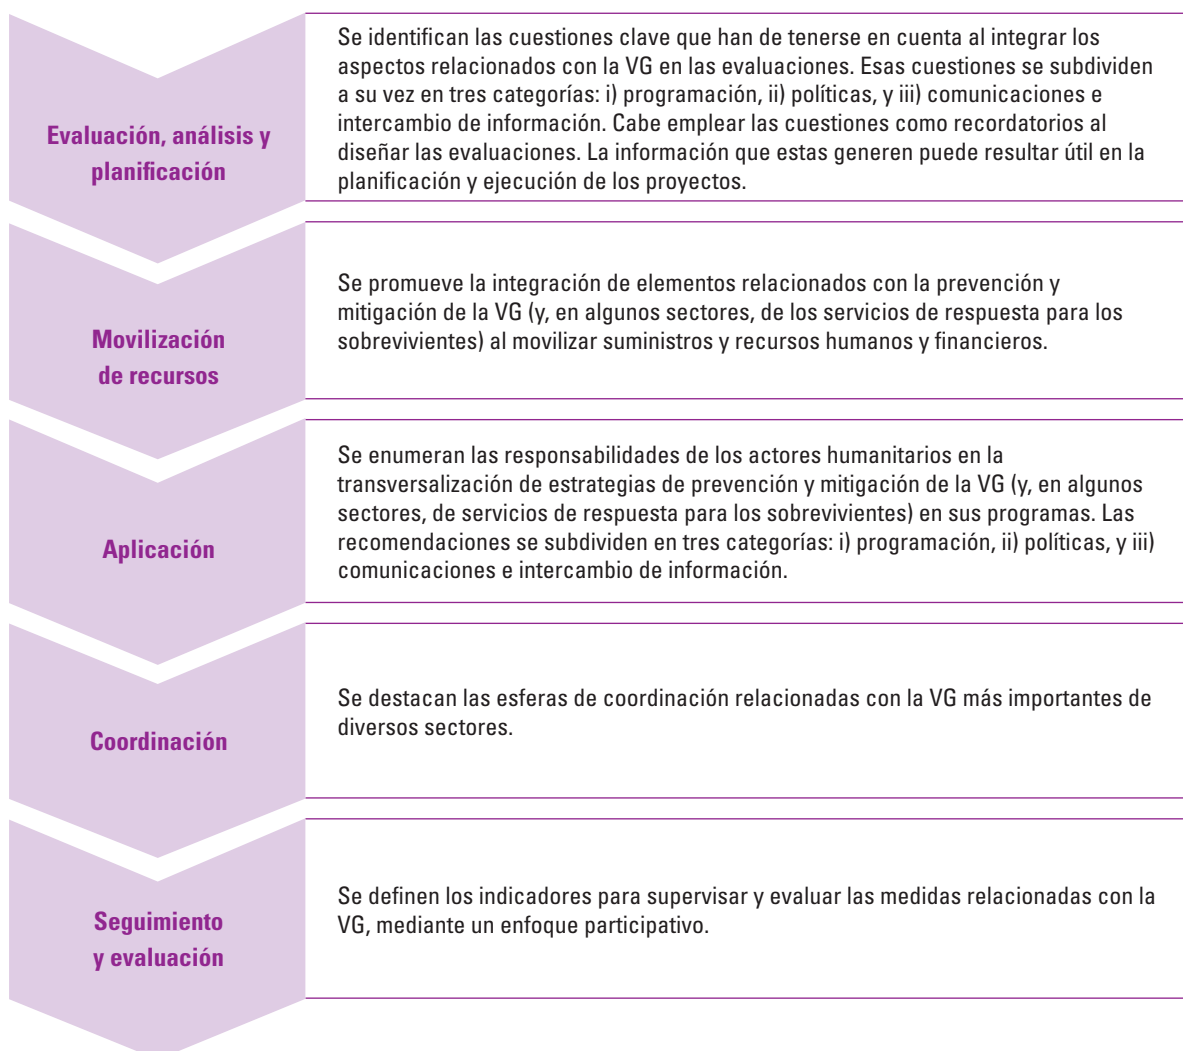 Evaluación, análisis y
planificación
Se identifican las cuestiones clave que han de tenerse en cuenta al integrar los
aspectos relacionados con la VG en las evaluaciones. Esas cuestiones se subdividen
a su vez en tres categorías: i) programación, ii) políticas, y iii) comunicaciones e
intercambio de información. Cabe emplear las cuestiones como recordatorios al
diseñar las evaluaciones. La información que estas generen puede resultar útil en la
planificación y ejecución de los proyectos.
Movilización
de recursos
Se promueve la integración de elementos relacionados con la prevención y
mitigación de la VG (y, en algunos sectores, de los servicios de respuesta para los
sobrevivientes) al movilizar suministros y recursos humanos y financieros.
Aplicación
Se enumeran las responsabilidades de los actores humanitarios en la
transversalización de estrategias de prevención y mitigación de la VG (y, en algunos
sectores, de servicios de respuesta para los sobrevivientes) en sus programas. Las
recomendaciones se subdividen en tres categorías: i) programación, ii) políticas, y iii)
comunicaciones e intercambio de información.
Coordinación
Se destacan las esferas de coordinación relacionadas con la VG más importantes de
diversos sectores.
Seguimiento
y evaluación
Se definen los indicadores para supervisar y evaluar las medidas relacionadas con la
VG, mediante un enfoque participativo.